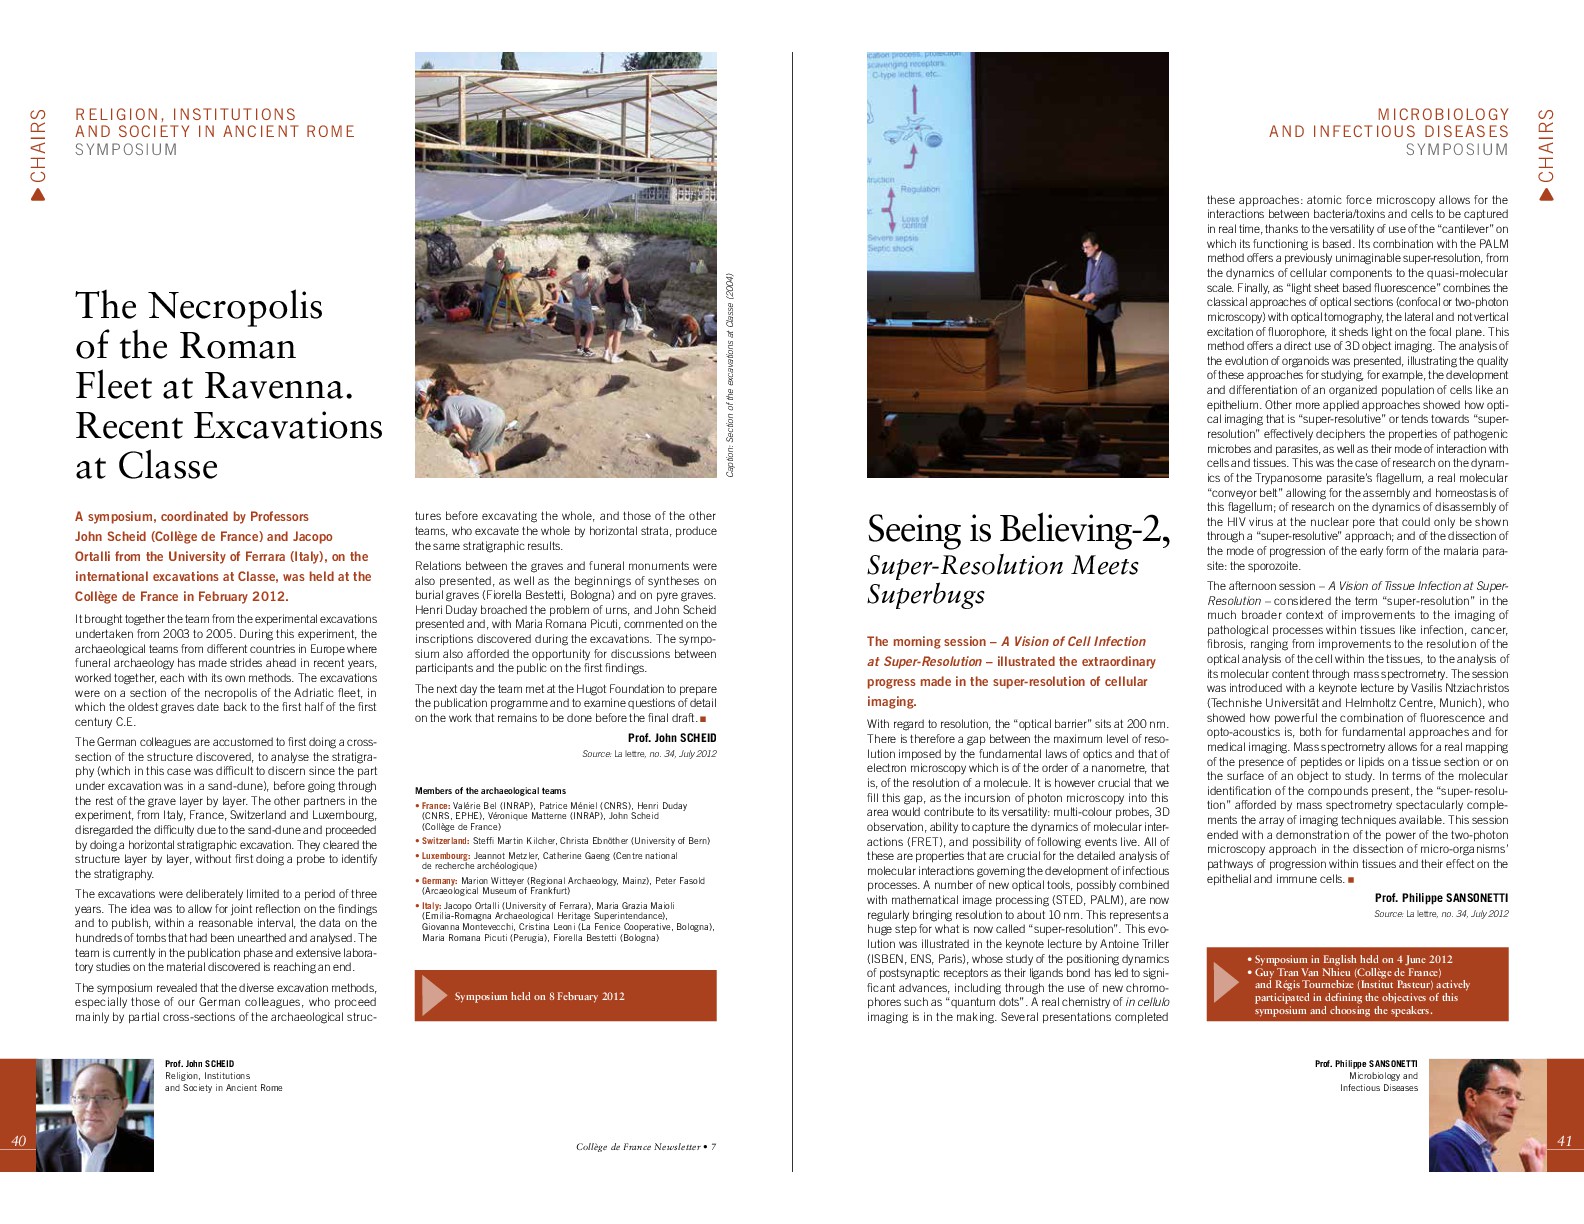 CHAIRS
RELIGION, INSTITUTIONS
AND SOCIETY IN ANCIENT ROME
SYMPOSIUM
The Necropolis
of the Roman
Fleet at Ravenna.
Recent Excavations
at Classe
A symposium, coordinated by Professors
John Scheid (Collège de France) and Jacopo
Ortalli from the University of Ferrara (Italy), on the
international excavations at Classe, was held at the
Collège de France in February 2012.
It brought together the team from the experimental excavations
undertaken from 2003 to 2005. During this experiment, the
archaeological teams from different countries in Europe where
funeral archaeology has made strides ahead in recent years,
worked together, each with its own methods. The excavations
were on a section of the necropolis of the Adriatic fleet, in
which the oldest graves date back to the first half of the first
century C.E.
The German colleagues are accustomed to first doing a cross-
section of the structure discovered, to analyse the stratigra-
phy (which in this case was difficult to discern since the part
under excavation was in a sand-dune), before going through
the rest of the grave layer by layer. The other partners in the
experiment, from Italy, France, Switzerland and Luxembourg,
disregarded the difficulty due to the sand-dune and proceeded
by doing a horizontal stratigraphic excavation. They cleared the
structure layer by layer, without first doing a probe to identify
the stratigraphy.
The excavations were deliberately limited to a period of three
years. The idea was to allow for joint reflection on the findings
and to publish, within a reasonable interval, the data on the
hundreds of tombs that had been unearthed and analysed. The
team is currently in the publication phase and extensive labora-
tory studies on the material discovered is reaching an end.
The symposium revealed that the diverse excavation methods,
especially those of our German colleagues, who proceed
mainly by partial cross-sections of the archaeological struc-
Caption: Section of the excavations at Classe (2004)
tures before excavating the whole, and those of the other
teams, who excavate the whole by horizontal strata, produce
the same stratigraphic results.
Relations between the graves and funeral monuments were
also presented, as well as the beginnings of syntheses on
burial graves (Fiorella Bestetti, Bologna) and on pyre graves.
Henri Duday broached the problem of urns, and John Scheid
presented and, with Maria Romana Picuti, commented on the
inscriptions discovered during the excavations. The sympo-
sium also afforded the opportunity for discussions between
participants and the public on the first findings.
The next day the team met at the Hugot Foundation to prepare
the publication programme and to examine questions of detail
on the work that remains to be done before the final draft. ■
Prof. John SCHEID
Source: La lettre, no. 34, July 2012
Members of the archaeological teams
• France: Valérie Bel (INRAP), Patrice Méniel (CNRS), Henri Duday
(CNRS, EPHE), Véronique Matterne (INRAP), John Scheid
(Collège de France)
• Switzerland: Steffi Martin Kilcher, Christa Ebnöther (University of Bern)
• Luxembourg: Jeannot Metzler, Catherine Gaeng (Centre national
de recherche archéologique)
• Germany: Marion Witteyer (Regional Archaeology, Mainz), Peter Fasold
(Arcaeological Museum of Frankfurt)
• Italy: Jacopo Ortalli (University of Ferrara), Maria Grazia Maioli
(Emilia-Romagna Archaeological Heritage Superintendance),
Giovanna Montevecchi, Cristina Leoni (La Fenice Cooperative, Bologna),
Maria Romana Picuti (Perugia), Fiorella Bestetti (Bologna)
Symposium held on 8 February 2012
Prof. John SCHEID
Religion, Institutions
and Society in Ancient Rome
40
Collège de France Newsletter • 7
cation process, protection
scavenging receptors,
C-type lectins, etc..
Regulation
Loss of
control
Severe sepsis
Septic shock
MICROBIOLOGY
AND INFECTIOUS DISEASES
SYMPOSIUM
CHAIRS
Seeing is Believing-2,
Super-Resolution Meets
Superbugs
The morning session – A Vision of Cell Infection
at Super-Resolution – illustrated the extraordinary
progress made in the super-resolution of cellular
imaging.
With regard to resolution, the “optical barrier” sits at 200 nm.
There is therefore a gap between the maximum level of reso-
lution imposed by the fundamental laws of optics and that of
electron microscopy which is of the order of a nanometre, that
is, of the resolution of a molecule. It is however crucial that we
fill this gap, as the incursion of photon microscopy into this
area would contribute to its versatility: multi-colour probes, 3D
observation, ability to capture the dynamics of molecular inter-
actions (FRET), and possibility of following events live. All of
these are properties that are crucial for the detailed analysis of
molecular interactions governing the development of infectious
processes. A number of new optical tools, possibly combined
with mathematical image processing (STED, PALM), are now
regularly bringing resolution to about 10 nm. This represents a
huge step for what is now called “super-resolution”. This evo-
lution was illustrated in the keynote lecture by Antoine Triller
(ISBEN, ENS, Paris), whose study of the positioning dynamics
of postsynaptic receptors as their ligands bond has led to signi-
ficant advances, including through the use of new chromo-
phores such as “quantum dots”. A real chemistry of in cellulo
imaging is in the making. Several presentations completed
these approaches: atomic force microscopy allows for the
interactions between bacteria/toxins and cells to be captured
in real time, thanks to the versatility of use of the “cantilever” on
which its functioning is based. Its combination with the PALM
method offers a previously unimaginable super-resolution, from
the dynamics of cellular components to the quasi-molecular
scale. Finally, as “light sheet based fluorescence” combines the
classical approaches of optical sections (confocal or two-photon
microscopy) with optical tomography, the lateral and not vertical
excitation of fluorophore, it sheds light on the focal plane. This
method offers a direct use of 3D object imaging. The analysis of
the evolution of organoids was presented, illustrating the quality
of these approaches for studying, for example, the development
and differentiation of an organized population of cells like an
epithelium. Other more applied approaches showed how opti-
cal imaging that is “super-resolutive” or tends towards “super-
resolution” effectively deciphers the properties of pathogenic
microbes and parasites, as well as their mode of interaction with
cells and tissues. This was the case of research on the dynam-
ics of the Trypanosome parasite’s flagellum, a real molecular
“conveyor belt” allowing for the assembly and homeostasis of
this flagellum; of research on the dynamics of disassembly of
the HIV virus at the nuclear pore that could only be shown
through a “super-resolutive” approach; and of the dissection of
the mode of progression of the early form of the malaria para-
site: the sporozoite.
The afternoon session – A Vision of Tissue Infection at Super-
Resolution – considered the term “super-resolution” in the
much broader context of improvements to the imaging of
pathological processes within tissues like infection, cancer,
fibrosis, ranging from improvements to the resolution of the
optical analysis of the cell within the tissues, to the analysis of
its molecular content through mass spectrometry. The session
was introduced with a keynote lecture by Vasilis Ntziachristos
(Technishe Universität and Helmholtz Centre, Munich), who
showed how powerful the combination of fluorescence and
opto-acoustics is, both for fundamental approaches and for
medical imaging. Mass spectrometry allows for a real mapping
of the presence of peptides or lipids on a tissue section or on
the surface of an object to study. In terms of the molecular
identification of the compounds present, the “super-resolu-
tion” afforded by mass spectrometry spectacularly comple-
ments the array of imaging techniques available. This session
ended with a demonstration of the power of the two-photon
microscopy approach in the dissection of micro-organisms’
pathways of progression within tissues and their effect on the
epithelial and immune cells. ■
Prof. Philippe SANSONETTI
Source: La lettre, no. 34, July 2012
• Symposium in English held on 4 June 2012
• Guy Tran Van Nhieu (Collège de France)
and Régis Tournebize (Institut Pasteur) actively
participated in defining the objectives of this
symposium and choosing the speakers.
Prof. Philippe SANSONETTI
Microbiology and
Infectious Diseases
41